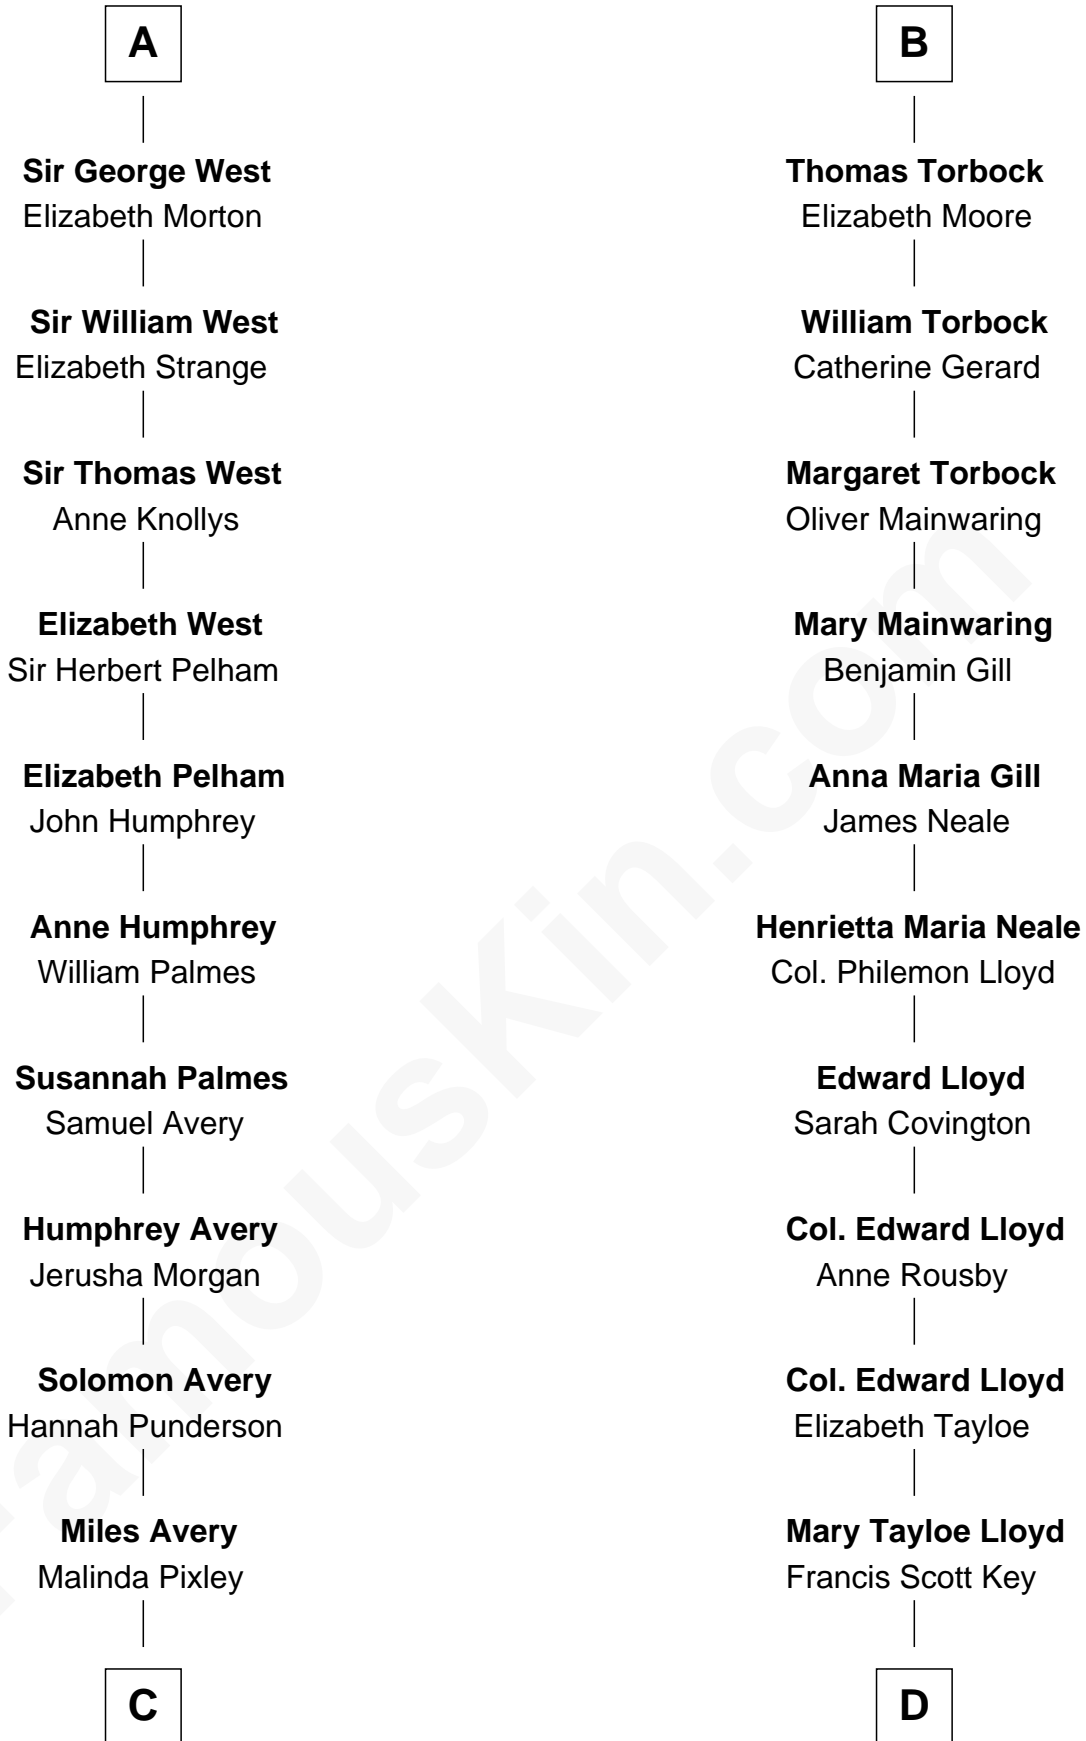 A
Sir George West
Elizabeth Morton
Sir William West
Elizabeth Strange
Sir Thomas West
Anne Knollys
Elizabeth West
Sir Herbert Pelham
Elizabeth Pelham
John Humphrey
Anne Humphrey
William Palmes
Susannah Palmes
Samuel Avery
Humphrey Avery
Jerusha Morgan
Solomon Avery
Hannah Punderson
Miles Avery
Malinda Pixley
C
B
Thomas Torbock
Elizabeth Moore
William Torbock
Catherine Gerard
Margaret Torbock
Oliver Mainwaring
Mary Mainwaring
Benjamin Gill
Anna Maria Gill
James Neale
Henrietta Maria Neale
Col. Philemon Lloyd
Edward Lloyd
Sarah Covington
Col. Edward Lloyd
Anne Rousby
Col. Edward Lloyd
Elizabeth Tayloe
Mary Tayloe Lloyd
Francis Scott Key
D
FamousKin.com